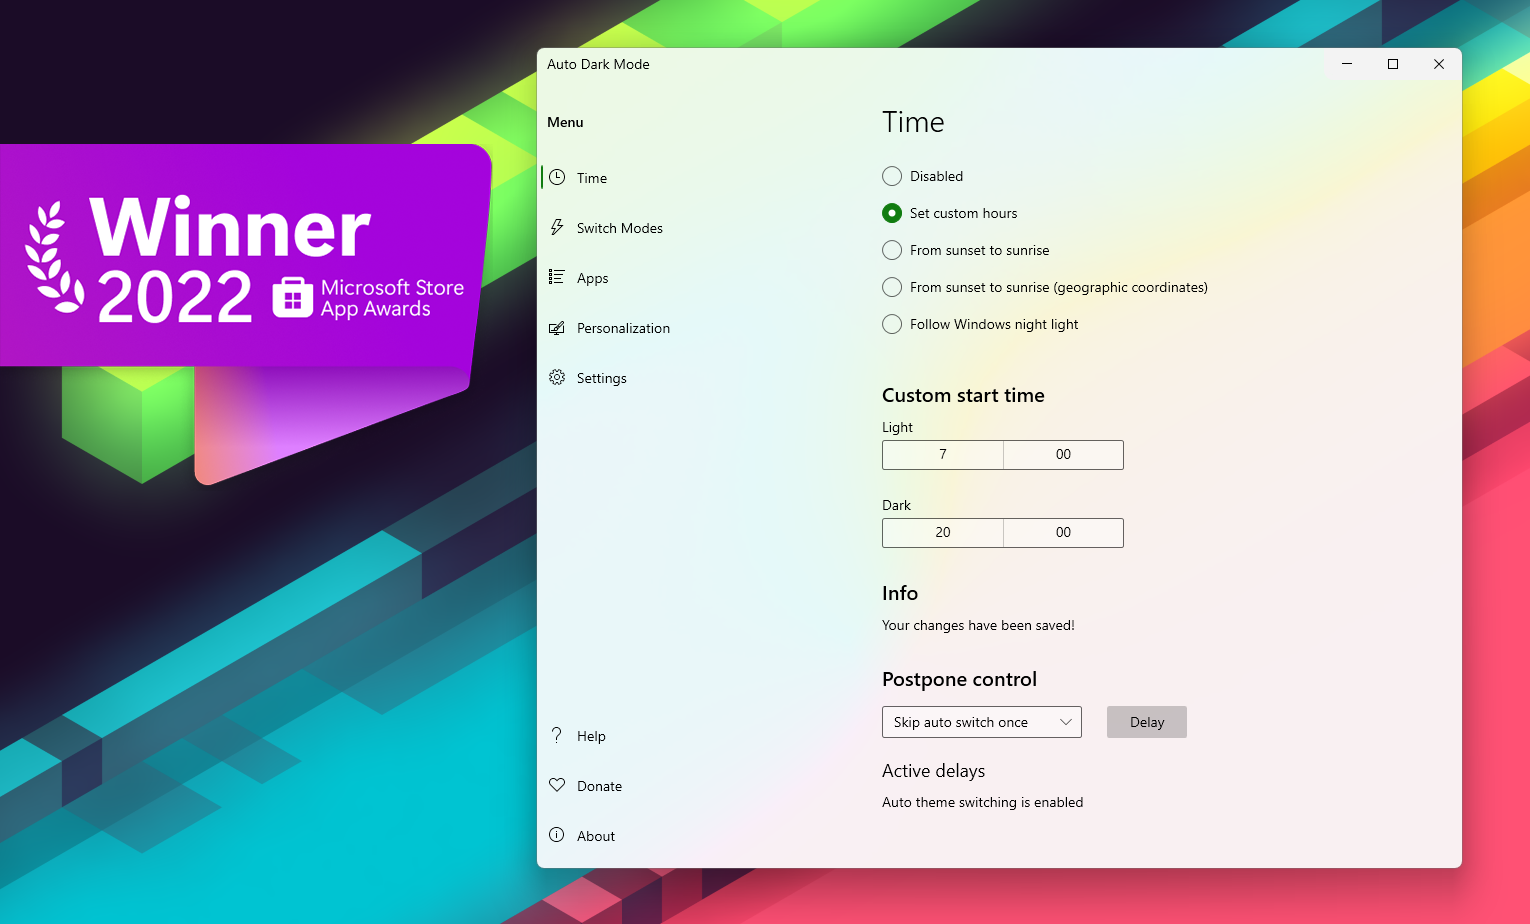 Winner
2022
Microsoft Store
App Awards
Auto Dark Mode
Menu
Time
Switch Modes
Apps
Personalization
Settings
Help
Donate
About
Time
Disabled
Set custom hours
From sunset to sunrise
From sunset to sunrise (geographic coordinates)
Follow Windows night light
Custom start time
Light
7 00
Dark
20 00
Info
Your changes have been saved!
Postpone control
Skip auto switch once
Delay
Active delays
Auto theme switching is enabled